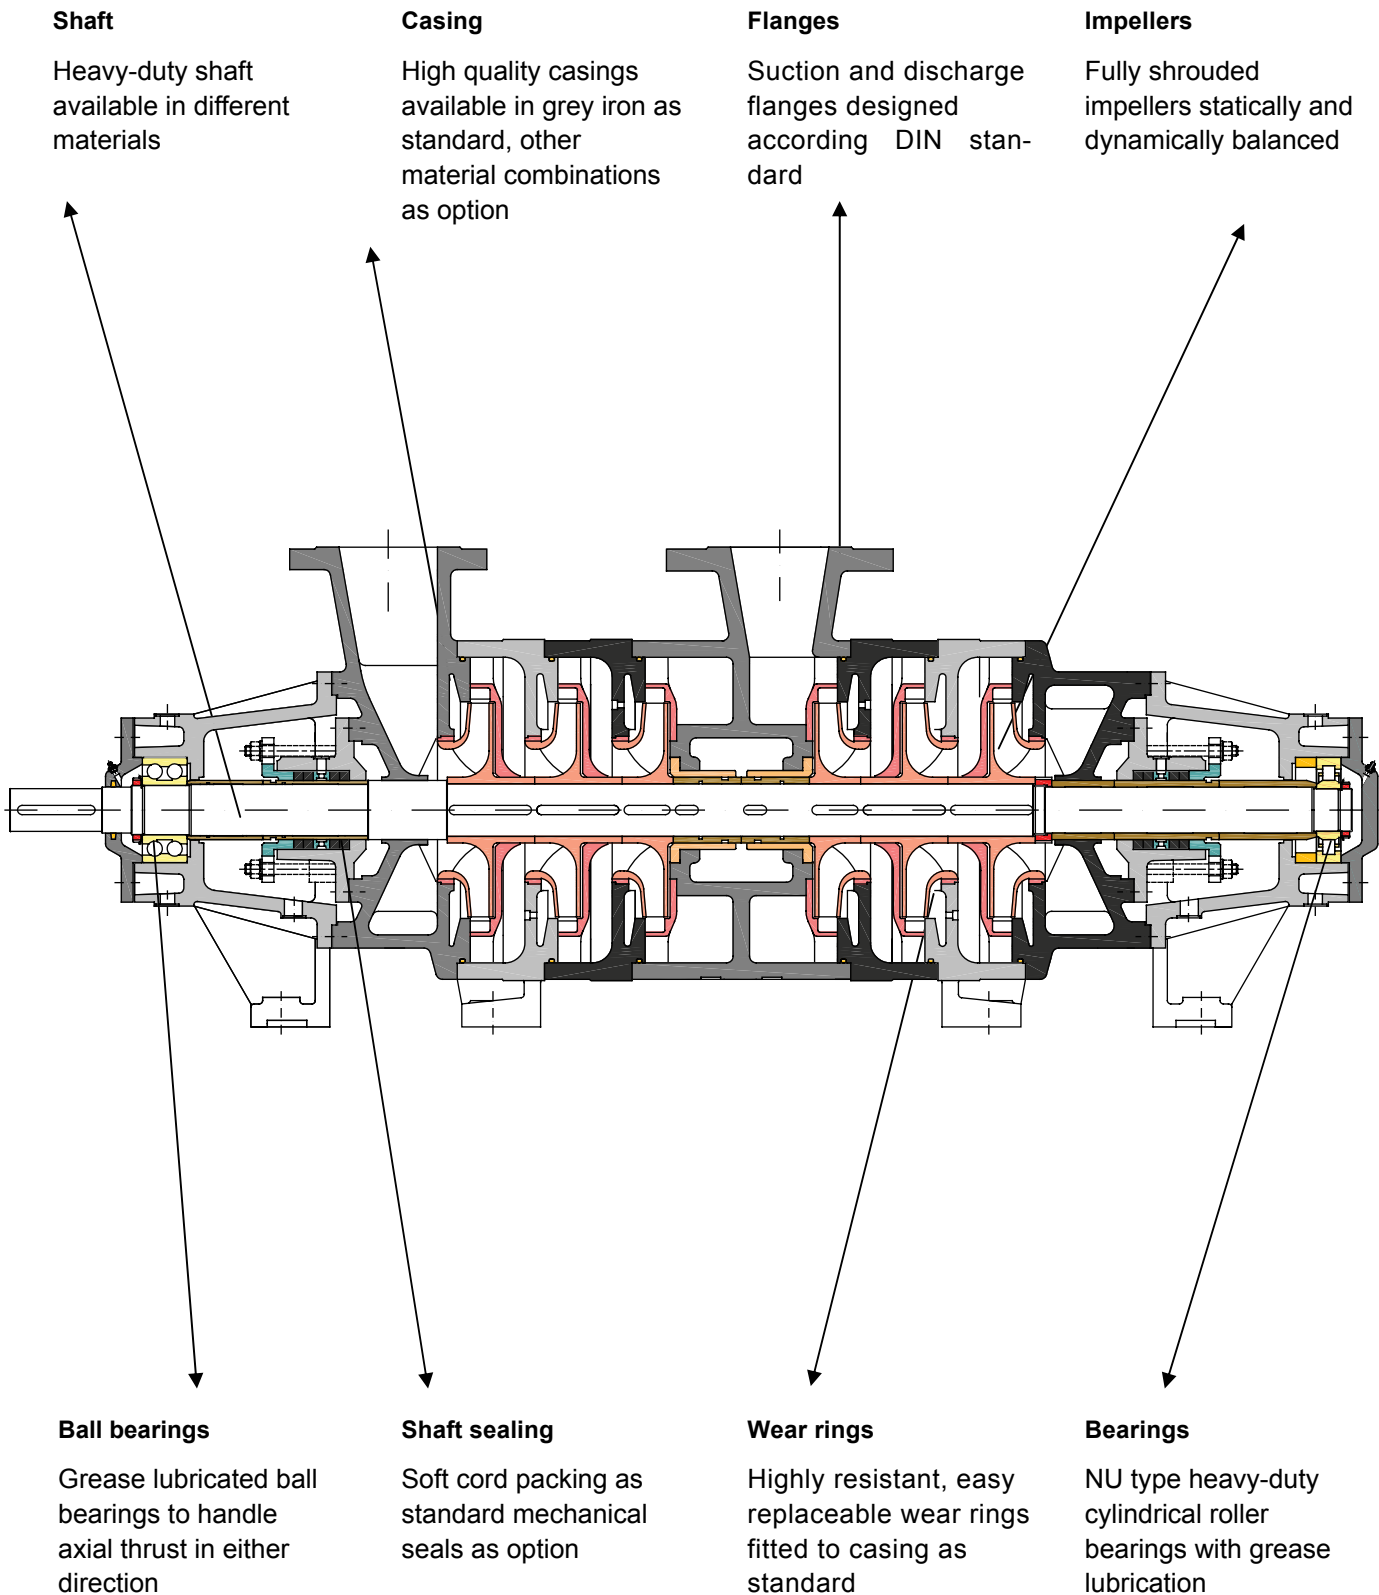 Shaft
Heavy-duty shaft
available in different
materials
Casing
High quality casings
available in grey iron as
standard, other
material combinations
as option
Flanges
Suction and discharge
flanges designed
according DIN stan-
dard
Impellers
Fully shrouded
impellers statically and
dynamically balanced
Ball bearings
Grease lubricated ball
bearings to handle
axial thrust in either
direction
Shaft sealing
Soft cord packing as
standard mechanical
seals as option
Wear rings
Highly resistant, easy
replaceable wear rings
fitted to casing as
standard
Bearings
NU type heavy-duty
cylindrical roller
bearings with grease
lubrication